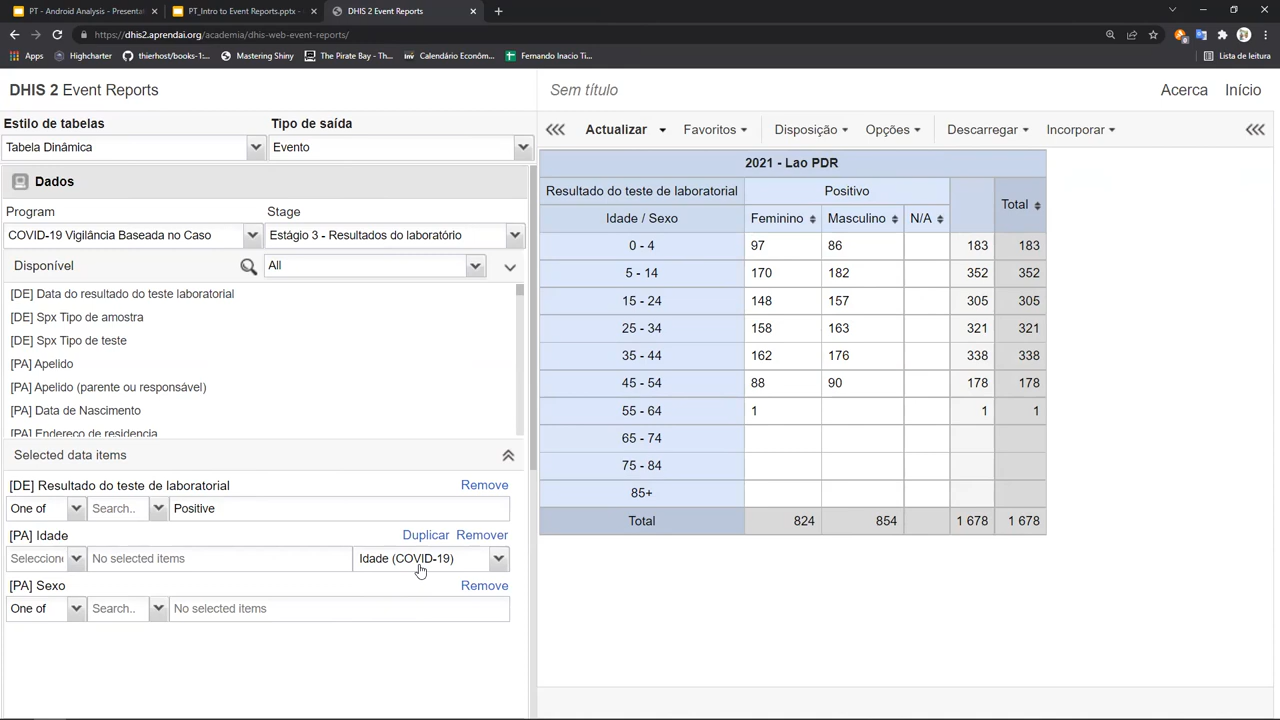 PT - Android Analysis - Presenta
PT_Intro to Event Reports.pptx -
DHIS 2 Event Reports
https://dhis2.aprendai.org/academia/dhis-web-event-reports/
Apps Highcharter thierhost/books-1:... Mastering Shiny The Pirate Bay - Th... Calendário Econôm... Fernando Inacio Ti... Lista de leitura
DHIS 2 Event Reports
Sem título
Acerca Início
Estilo de tabelas Tipo de saída
Tabela Dinâmica Evento
Actualizar Favoritos Disposição Opções Descarregar Incorporar
Dados
Program Stage
COVID-19 Vigilância Baseada no Caso Estágio 3 - Resultados do laboratório
Disponível All
[DE] Data do resultado do teste laboratorial
[DE] Spx Tipo de amostra
[DE] Spx Tipo de teste
[PA] Apelido
[PA] Apelido (parente ou responsável)
[PA] Data de Nascimento
[PA] Endereço de residencia
Selected data items
[DE] Resultado do teste de laboratorial Remove
One of Search.. Positive
[PA] Idade Duplicar Remover
Seleccione No selected items Idade (COVID-19)
[PA] Sexo Remove
One of Search.. No selected items
2021 - Lao PDR
Resultado do teste de laboratorial Positivo Total
Idade / Sexo Feminino Masculino N/A
0 - 4 97 86 183 183
5 - 14 170 182 352 352
15 - 24 148 157 305 305
25 - 34 158 163 321 321
35 - 44 162 176 338 338
45 - 54 88 90 178 178
55 - 64 1 1 1
65 - 74
75 - 84
85+
Total 824 854 1 678 1 678